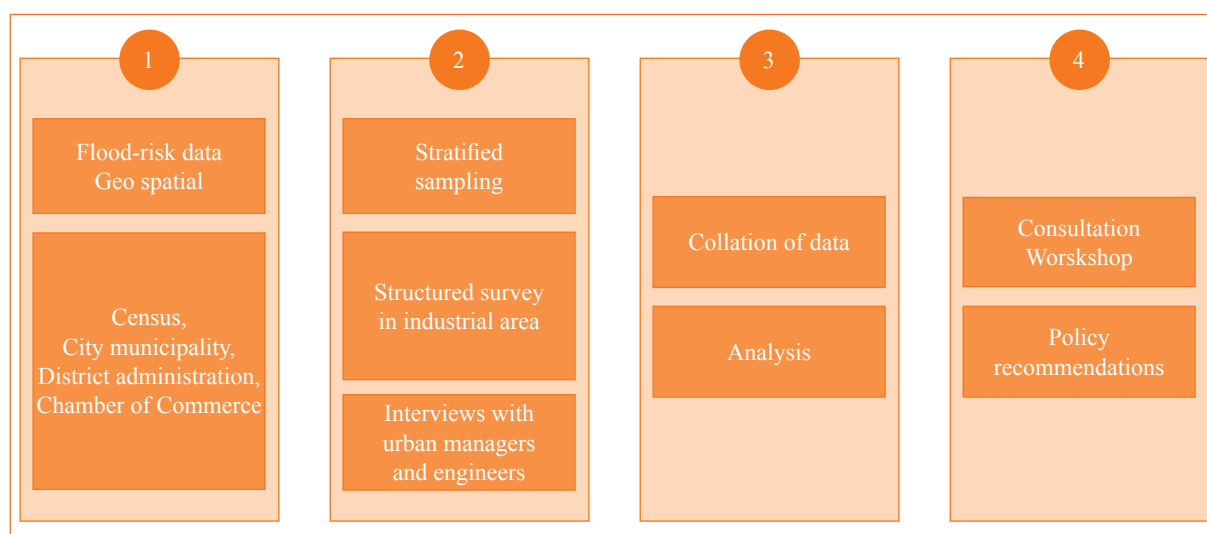 1
Flood-risk data
Geo spatial
Census,
City municipality,
District administration,
Chamber of Commerce
2
Stratified
sampling
Structured survey
in industrial area
Interviews with
urban managers
and engineers
3
Collation of data
Analysis
4
Consultation
Worskshop
Policy
recommendations